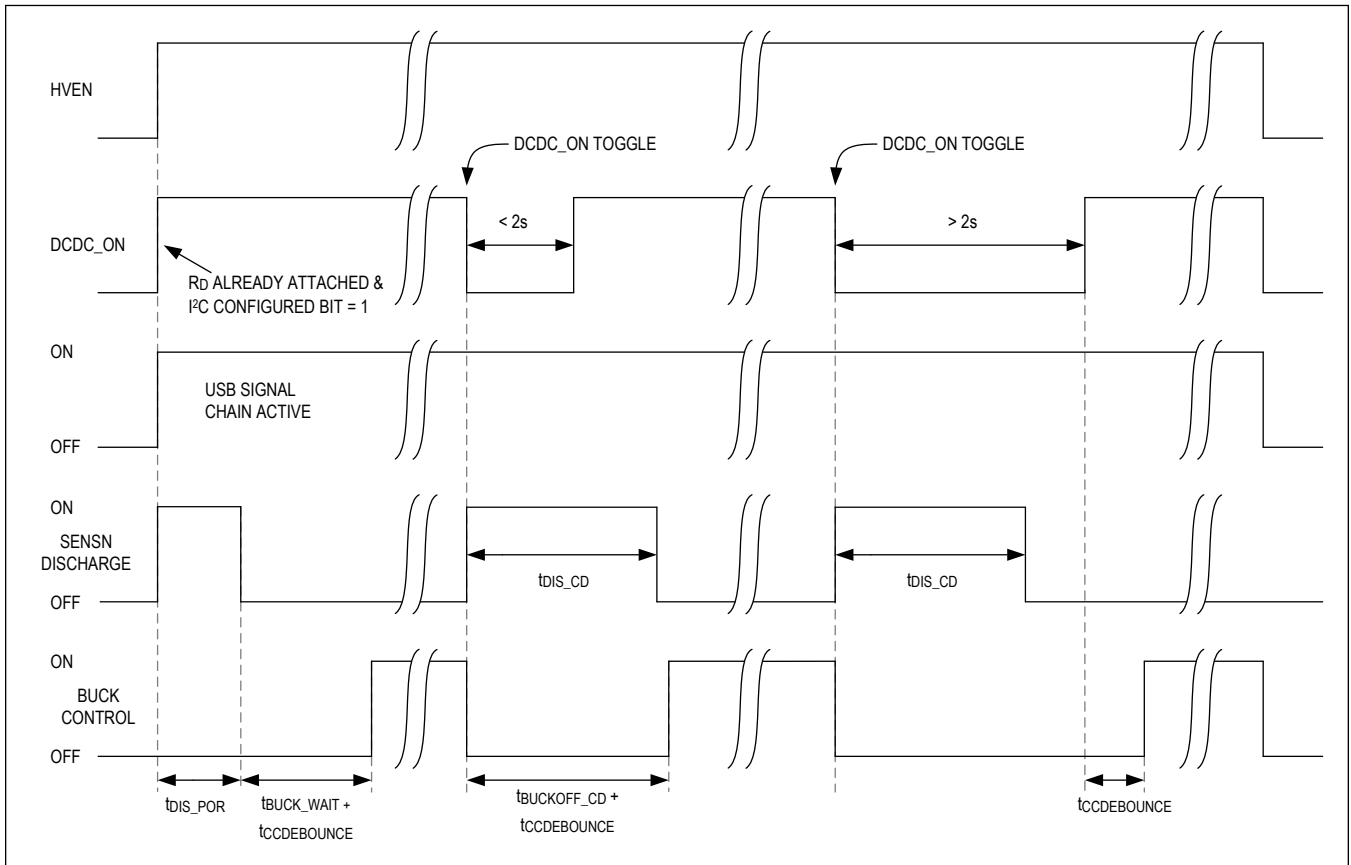 HVEN
DCDC_ON TOGGLE
DCDC_ON TOGGLE
< 2s
> 2s
DCDC_ON
RD ALREADY ATTACHED &
I²C CONFIGURED BIT = 1
ON
USB SIGNAL
CHAIN ACTIVE
OFF
ON
SENSN
DISCHARGE
tDIS_CD
tDIS_CD
OFF
ON
BUCK
CONTROL
OFF
tDIS_POR
tBUCK_WAIT +
tCCDEBOUNCE
tBUCKOFF_CD +
tCCDEBOUNCE
tCCDEBOUNCE